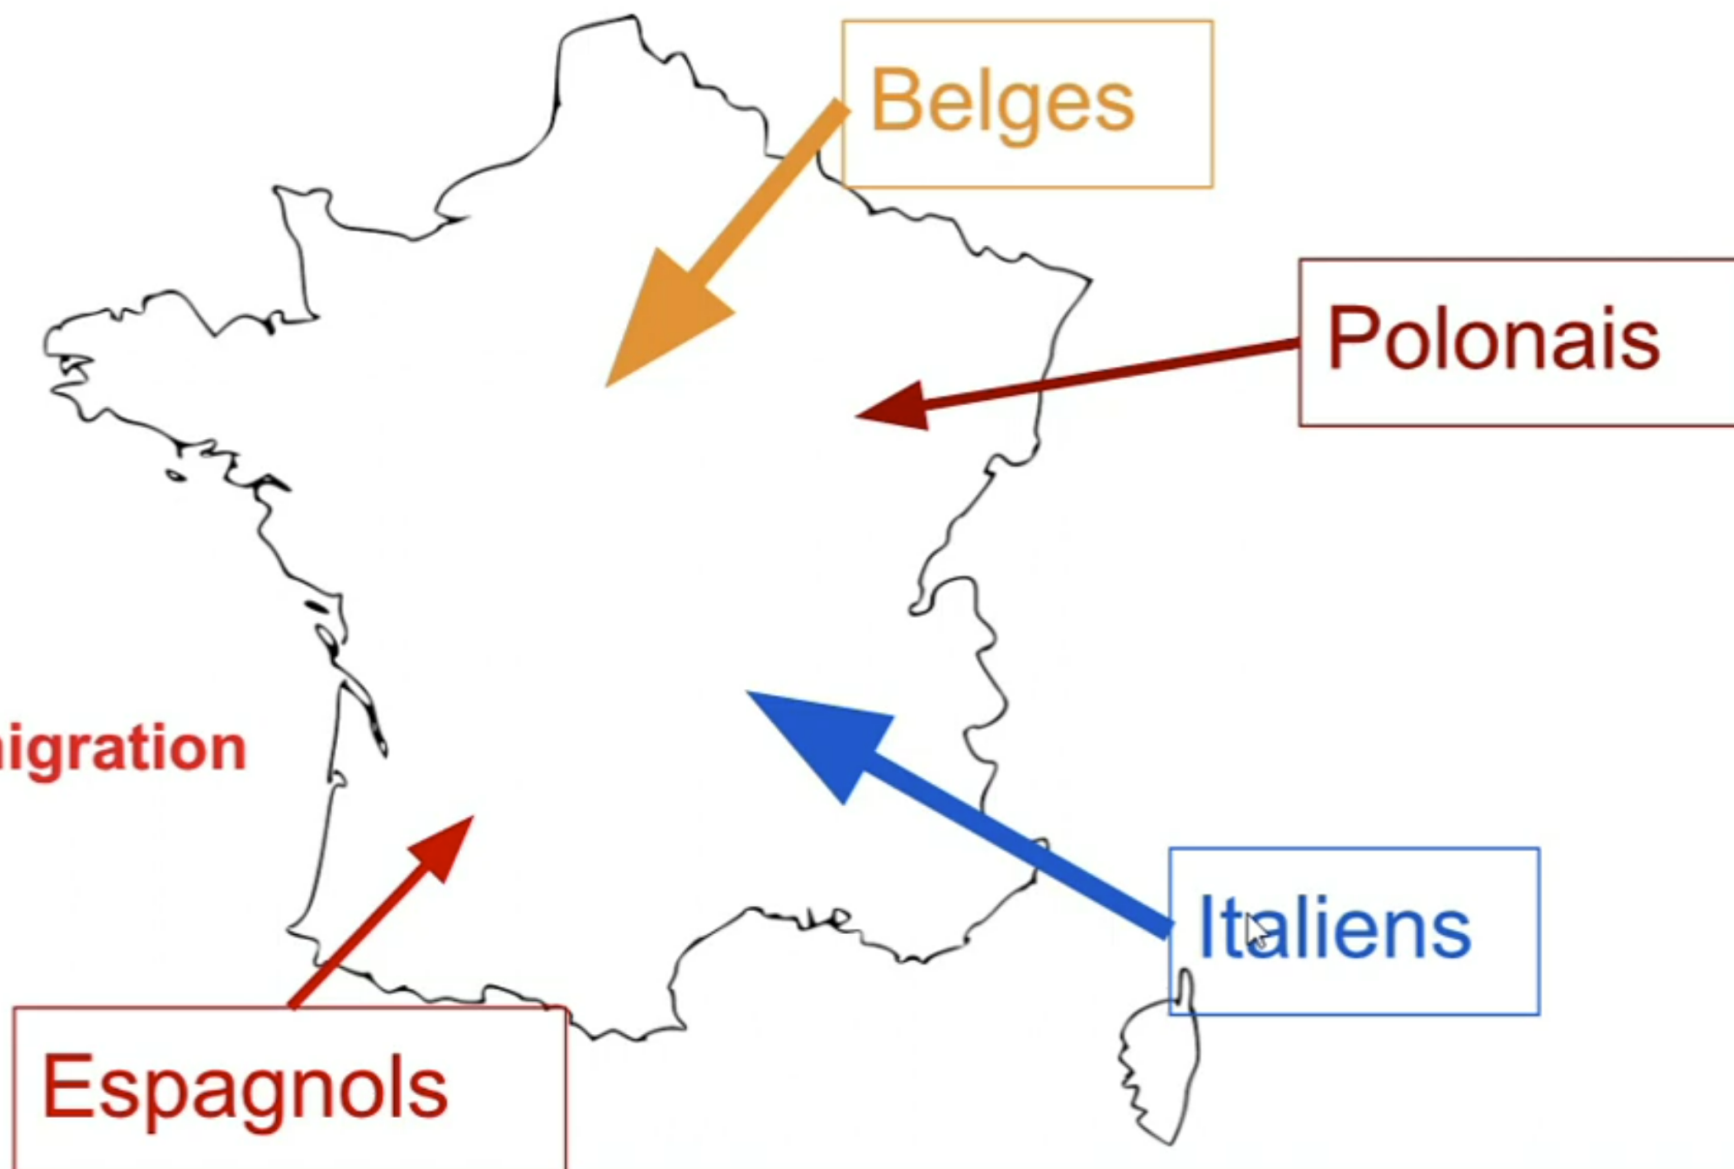 Belges
Polonais
igration
Italiens
Espagnols